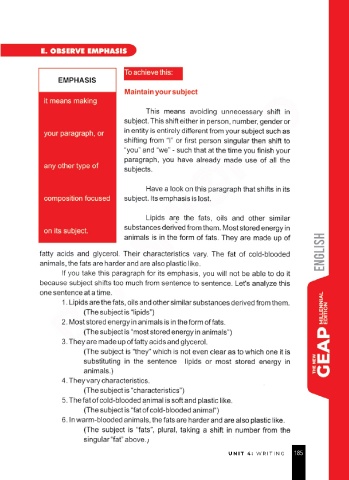 E. OBSERVE EMPHASIS
EMPHASIS
It means making
your paragraph, or
any other type of
composition focused
on its subject.
To achieve this:
Maintain your subject
This means avoiding unnecessary shift in
subject. This shift either in person, number, gender or
in entity is entirely different from your subject such as
shifting from "I" or first person singular then shift to
"you" and "we" - such that at the time you finish your
paragraph, you have already made use of all the
subjects.
Have a look on this paragraph that shifts in its
subject. Its emphasis is lost.
Lipids are the fats, oils and other similar
substances derived from them. Most stored energy in
animals is in the form of fats. They are made up of
fatty acids and glycerol. Their characteristics vary. The fat of cold-blooded
animals, the fats are harder and are also plastic like.
If you take this paragraph for its emphasis, you will not be able to do it
because subject shifts too much from sentence to sentence. Let's analyze this
one sentence at a time.
1. Lipids are the fats, oils and other similar substances derived from them.
(The subject is "lipids")
2. Most stored energy in animals is in the form of fats.
(The subject is "most stored energy in animals")
3. They are made up of fatty acids and glycerol.
(The subject is "they" which is not even clear as to which one it is
substituting in the sentence lipids or most stored energy in
animals.)
4. They vary characteristics.
(The subject is "characteristics")
5. The fat of cold-blooded animal is soft and plastic like.
(The subject is "fat of cold-blooded animal")
6. In warm-blooded animals, the fats are harder and are also plastic like.
(The subject is "fats", plural, taking a shift in number from the
singular "fat" above.)
ENGLISH
THE NEW
GEAP
MILLENNIAL
EDITION
UNIT 4: WRITING 185